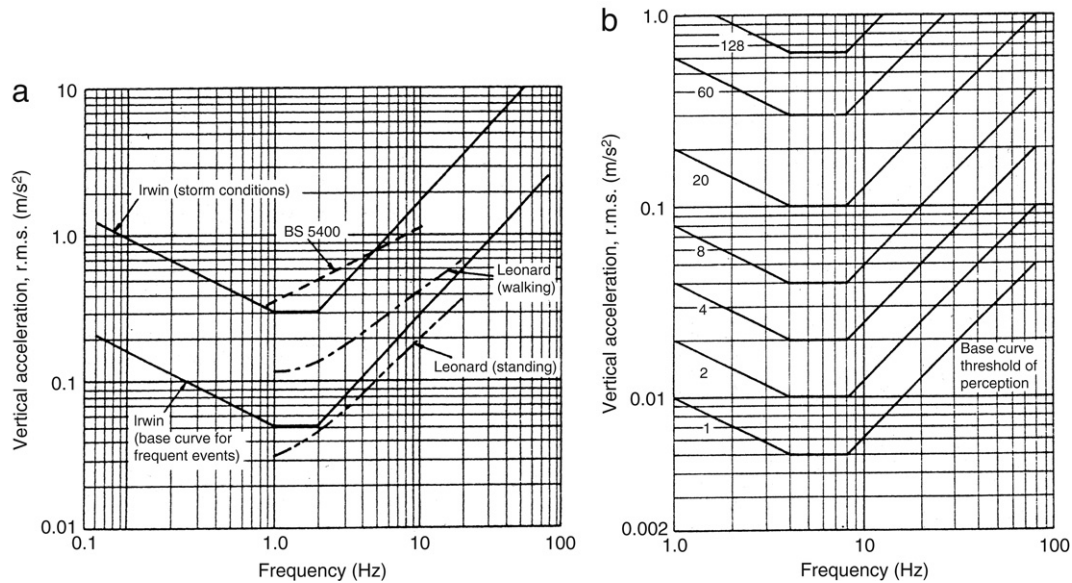 a
10
1.0
0.1
0.01
0.1
1.0
10
100
Vertical acceleration, r.m.s. (m/s²)
Frequency (Hz)
Irwin (storm conditions)
BS 5400
Leonard
(walking)
Leonard (standing)
Irwin
(base curve for
frequent events)
b
1.0
0.1
0.01
0.002
1.0
10
100
Vertical acceleration, r.m.s. (m/s²)
Frequency (Hz)
128
60
20
8
4
2
1
Base curve
threshold of
perception